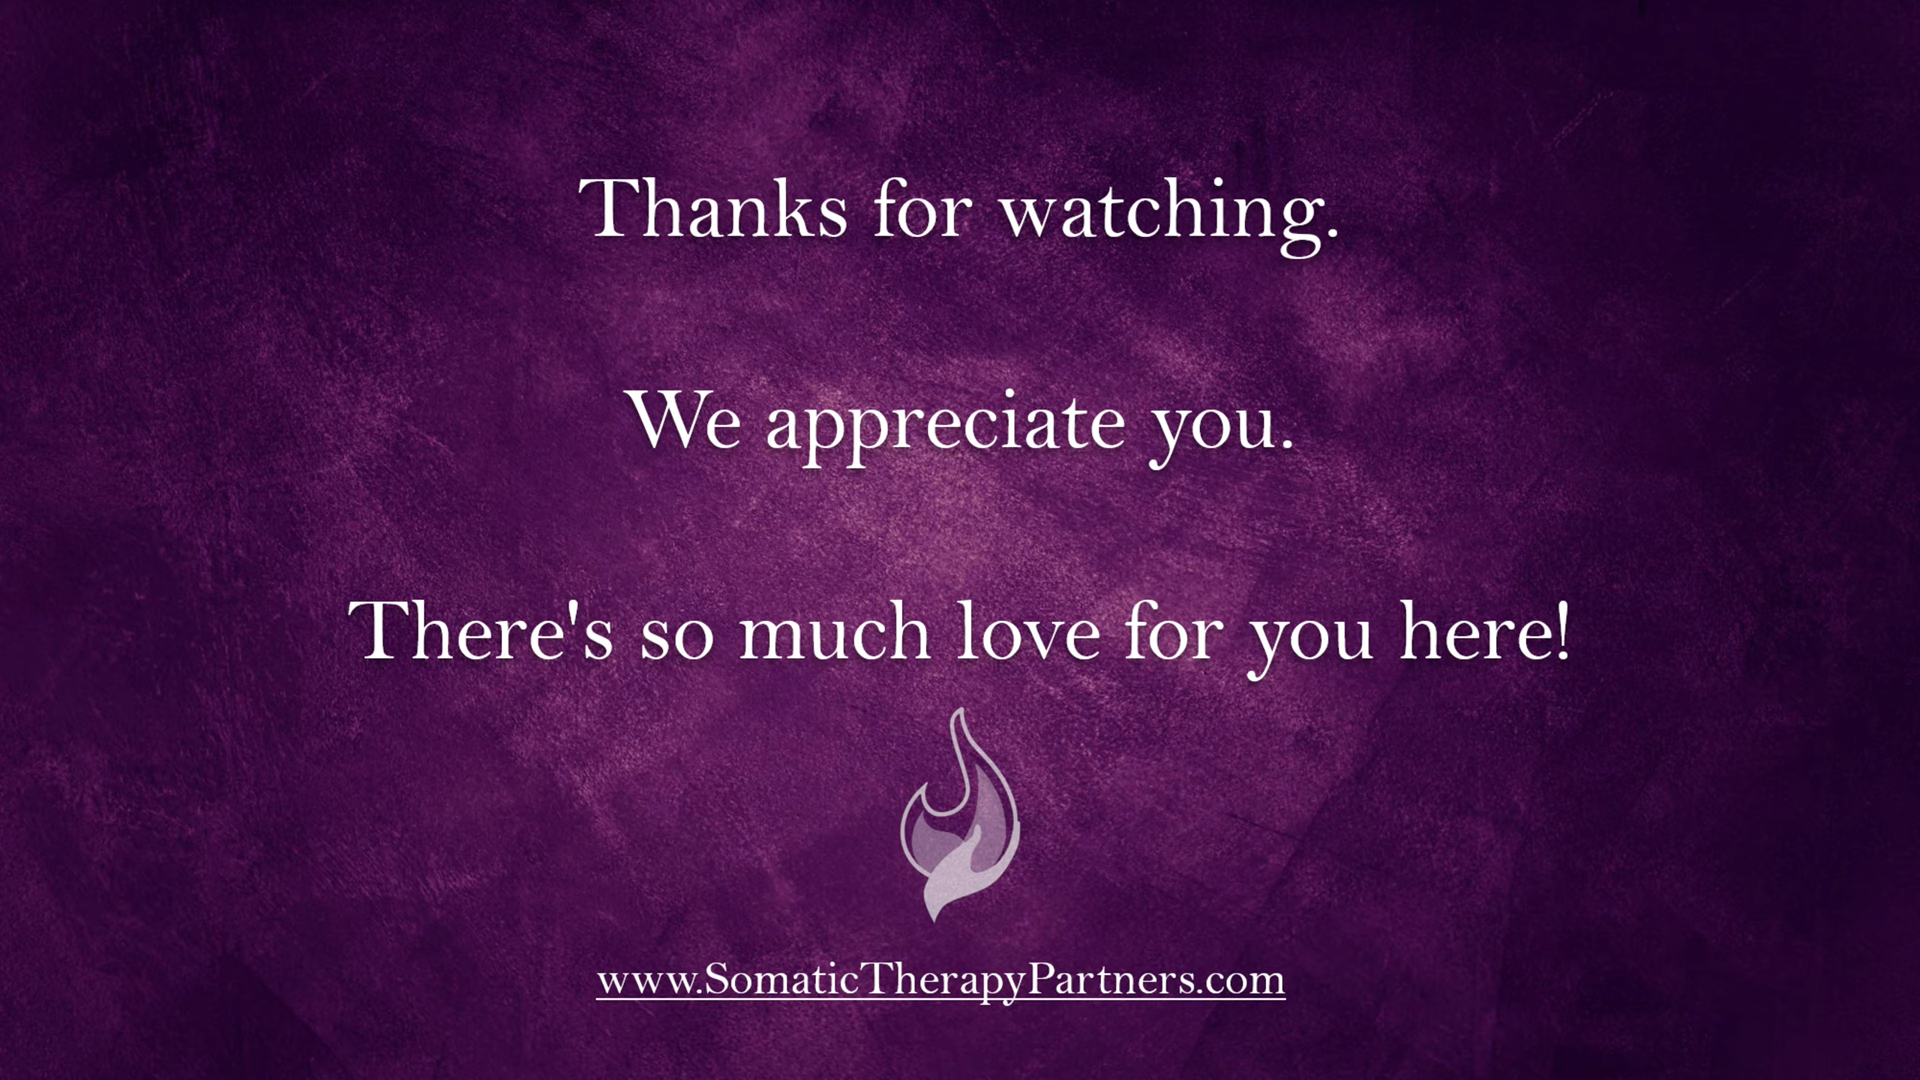 Thanks for watching.
We appreciate you.
There's so much love for you here!
www.SomaticTherapyPartners.com